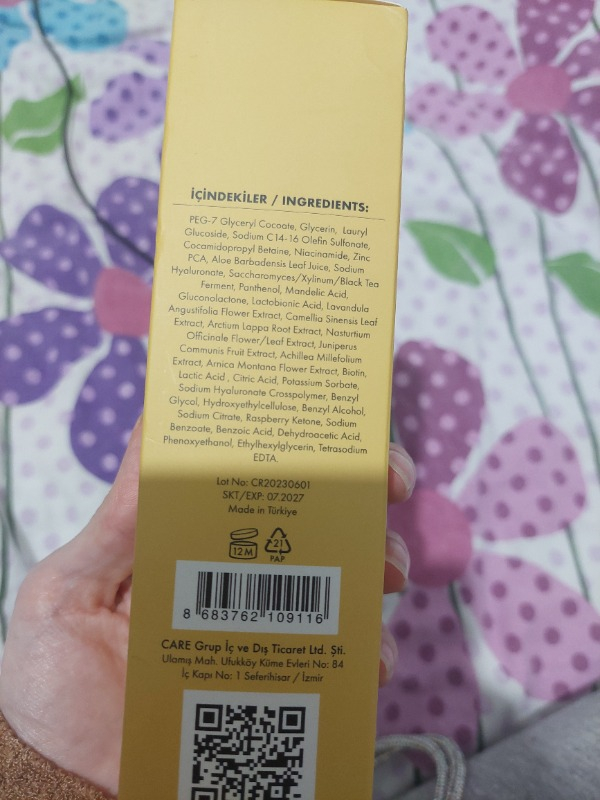 İÇİNDEKİLER / INGREDIENTS:
PEG-7 Glyceryl Cocoate, Glycerin, Lauryl
Glucoside, Sodium C14-16 Olefin Sulfonate,
Cocamidopropyl Betaine, Niacinamide, Zinc
PCA, Aloe Barbadensis Leaf Juice, Sodium
Hyaluronate, Saccharomyces/Xylinum/Black Tea
Ferment, Panthenol, Mandelic Acid,
Gluconolactone, Lactobionic Acid, Lavandula
Angustifolia Flower Extract, Camellia Sinensis Leaf
Extract, Arctium Lappa Root Extract, Nasturtium
Officinale Flower/Leaf Extract, Juniperus
Communis Fruit Extract, Achillea Millefolium
Extract, Arnica Montana Flower Extract, Biotin,
Lactic Acid , Citric Acid, Potassium Sorbate,
Sodium Hyaluronate Crosspolymer, Benzyl
Glycol, Hydroxyethylcellulose, Benzyl Alcohol,
Sodium Citrate, Raspberry Ketone, Sodium
Benzoate, Benzoic Acid, Dehydroacetic Acid,
Phenoxyethanol, Ethylhexylglycerin, Tetrasodium
EDTA.
Lot No: CR20230601
SKT/EXP: 07.2027
Made in Türkiye
12 M
21
PAP
8 683762 109116
CARE Grup İç ve Dış Ticaret Ltd. Şti.
Ulamış Mah. Ufukköy Küme Evleri No: 84
İç Kapı No: 1 Seferihisar / İzmir